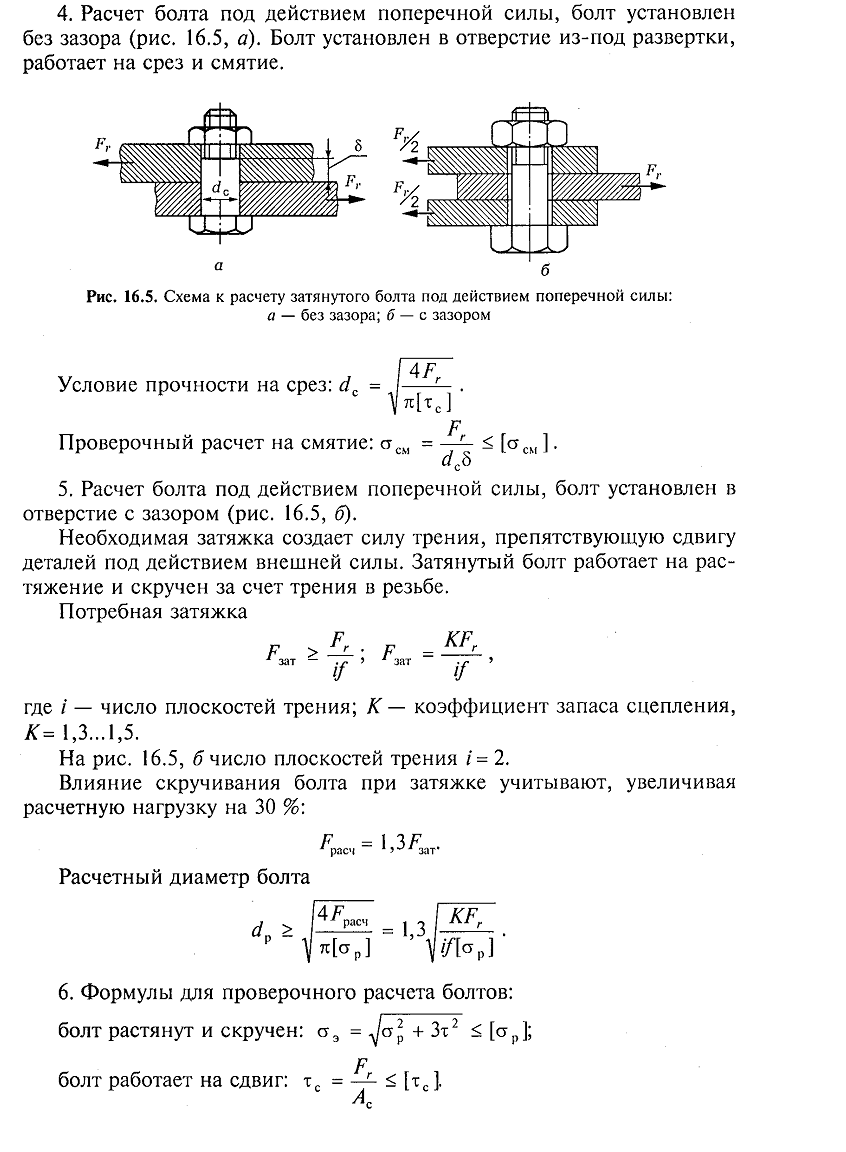 4. Расчет болта под действием поперечной силы, болт установлен
без зазора (рис. 16.5, а). Болт установлен в отверстие из-под развертки,
работает на срез и смятие.
F_r
δ
d_c
F_r
F_r/2
F_r/2
F_r
а
б
Рис. 16.5. Схема к расчету затянутого болта под действием поперечной силы:
а — без зазора; б — с зазором
Условие прочности на срез: d_c = √(4F_r / π[τ_c]) .
Проверочный расчет на смятие: σ_см = F_r / d_cδ ≤ [σ_см].
5. Расчет болта под действием поперечной силы, болт установлен в
отверстие с зазором (рис. 16.5, б).
Необходимая затяжка создает силу трения, препятствующую сдвигу
деталей под действием внешней силы. Затянутый болт работает на рас-
тяжение и скручен за счет трения в резьбе.
Потребная затяжка
F_зат ≥ F_r / if ; F_зат = KF_r / if ,
где i — число плоскостей трения; K — коэффициент запаса сцепления,
K = 1,3...1,5.
На рис. 16.5, б число плоскостей трения i = 2.
Влияние скручивания болта при затяжке учитывают, увеличивая
расчетную нагрузку на 30 %:
F_расч = 1,3F_зат.
Расчетный диаметр болта
d_р ≥ √(4F_расч / π[σ_р]) = 1,3√(KF_r / if[σ_р]) .
6. Формулы для проверочного расчета болтов:
болт растянут и скручен: σ_э = √(σ_р² + 3τ²) ≤ [σ_р];
болт работает на сдвиг: τ_c = F_r / A_c ≤ [τ_c].